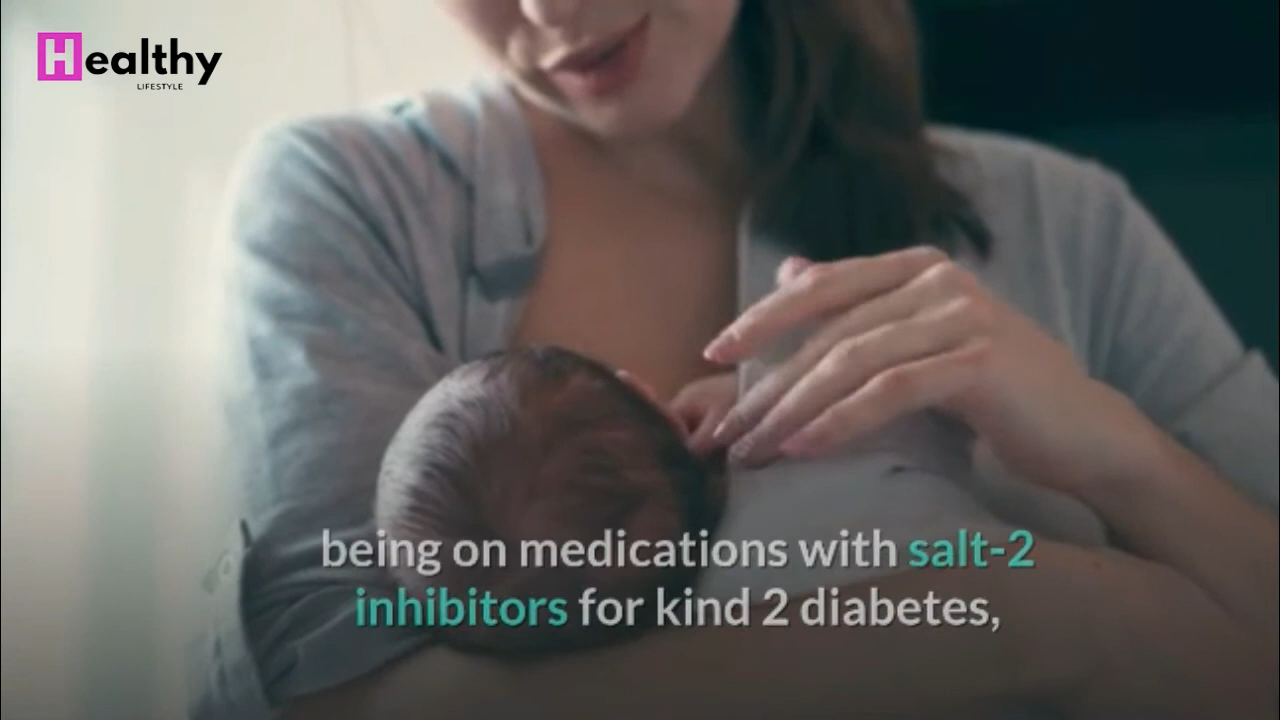 Healthy
LIFESTYLE
being on medications with salt-2
inhibitors for kind 2 diabetes,